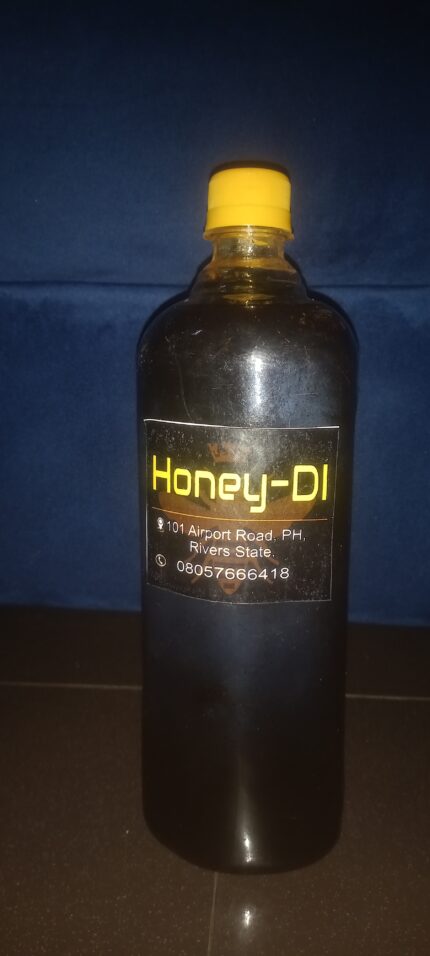 Honey-DI
101 Airport Road. PH,
Rivers State.
08057666418